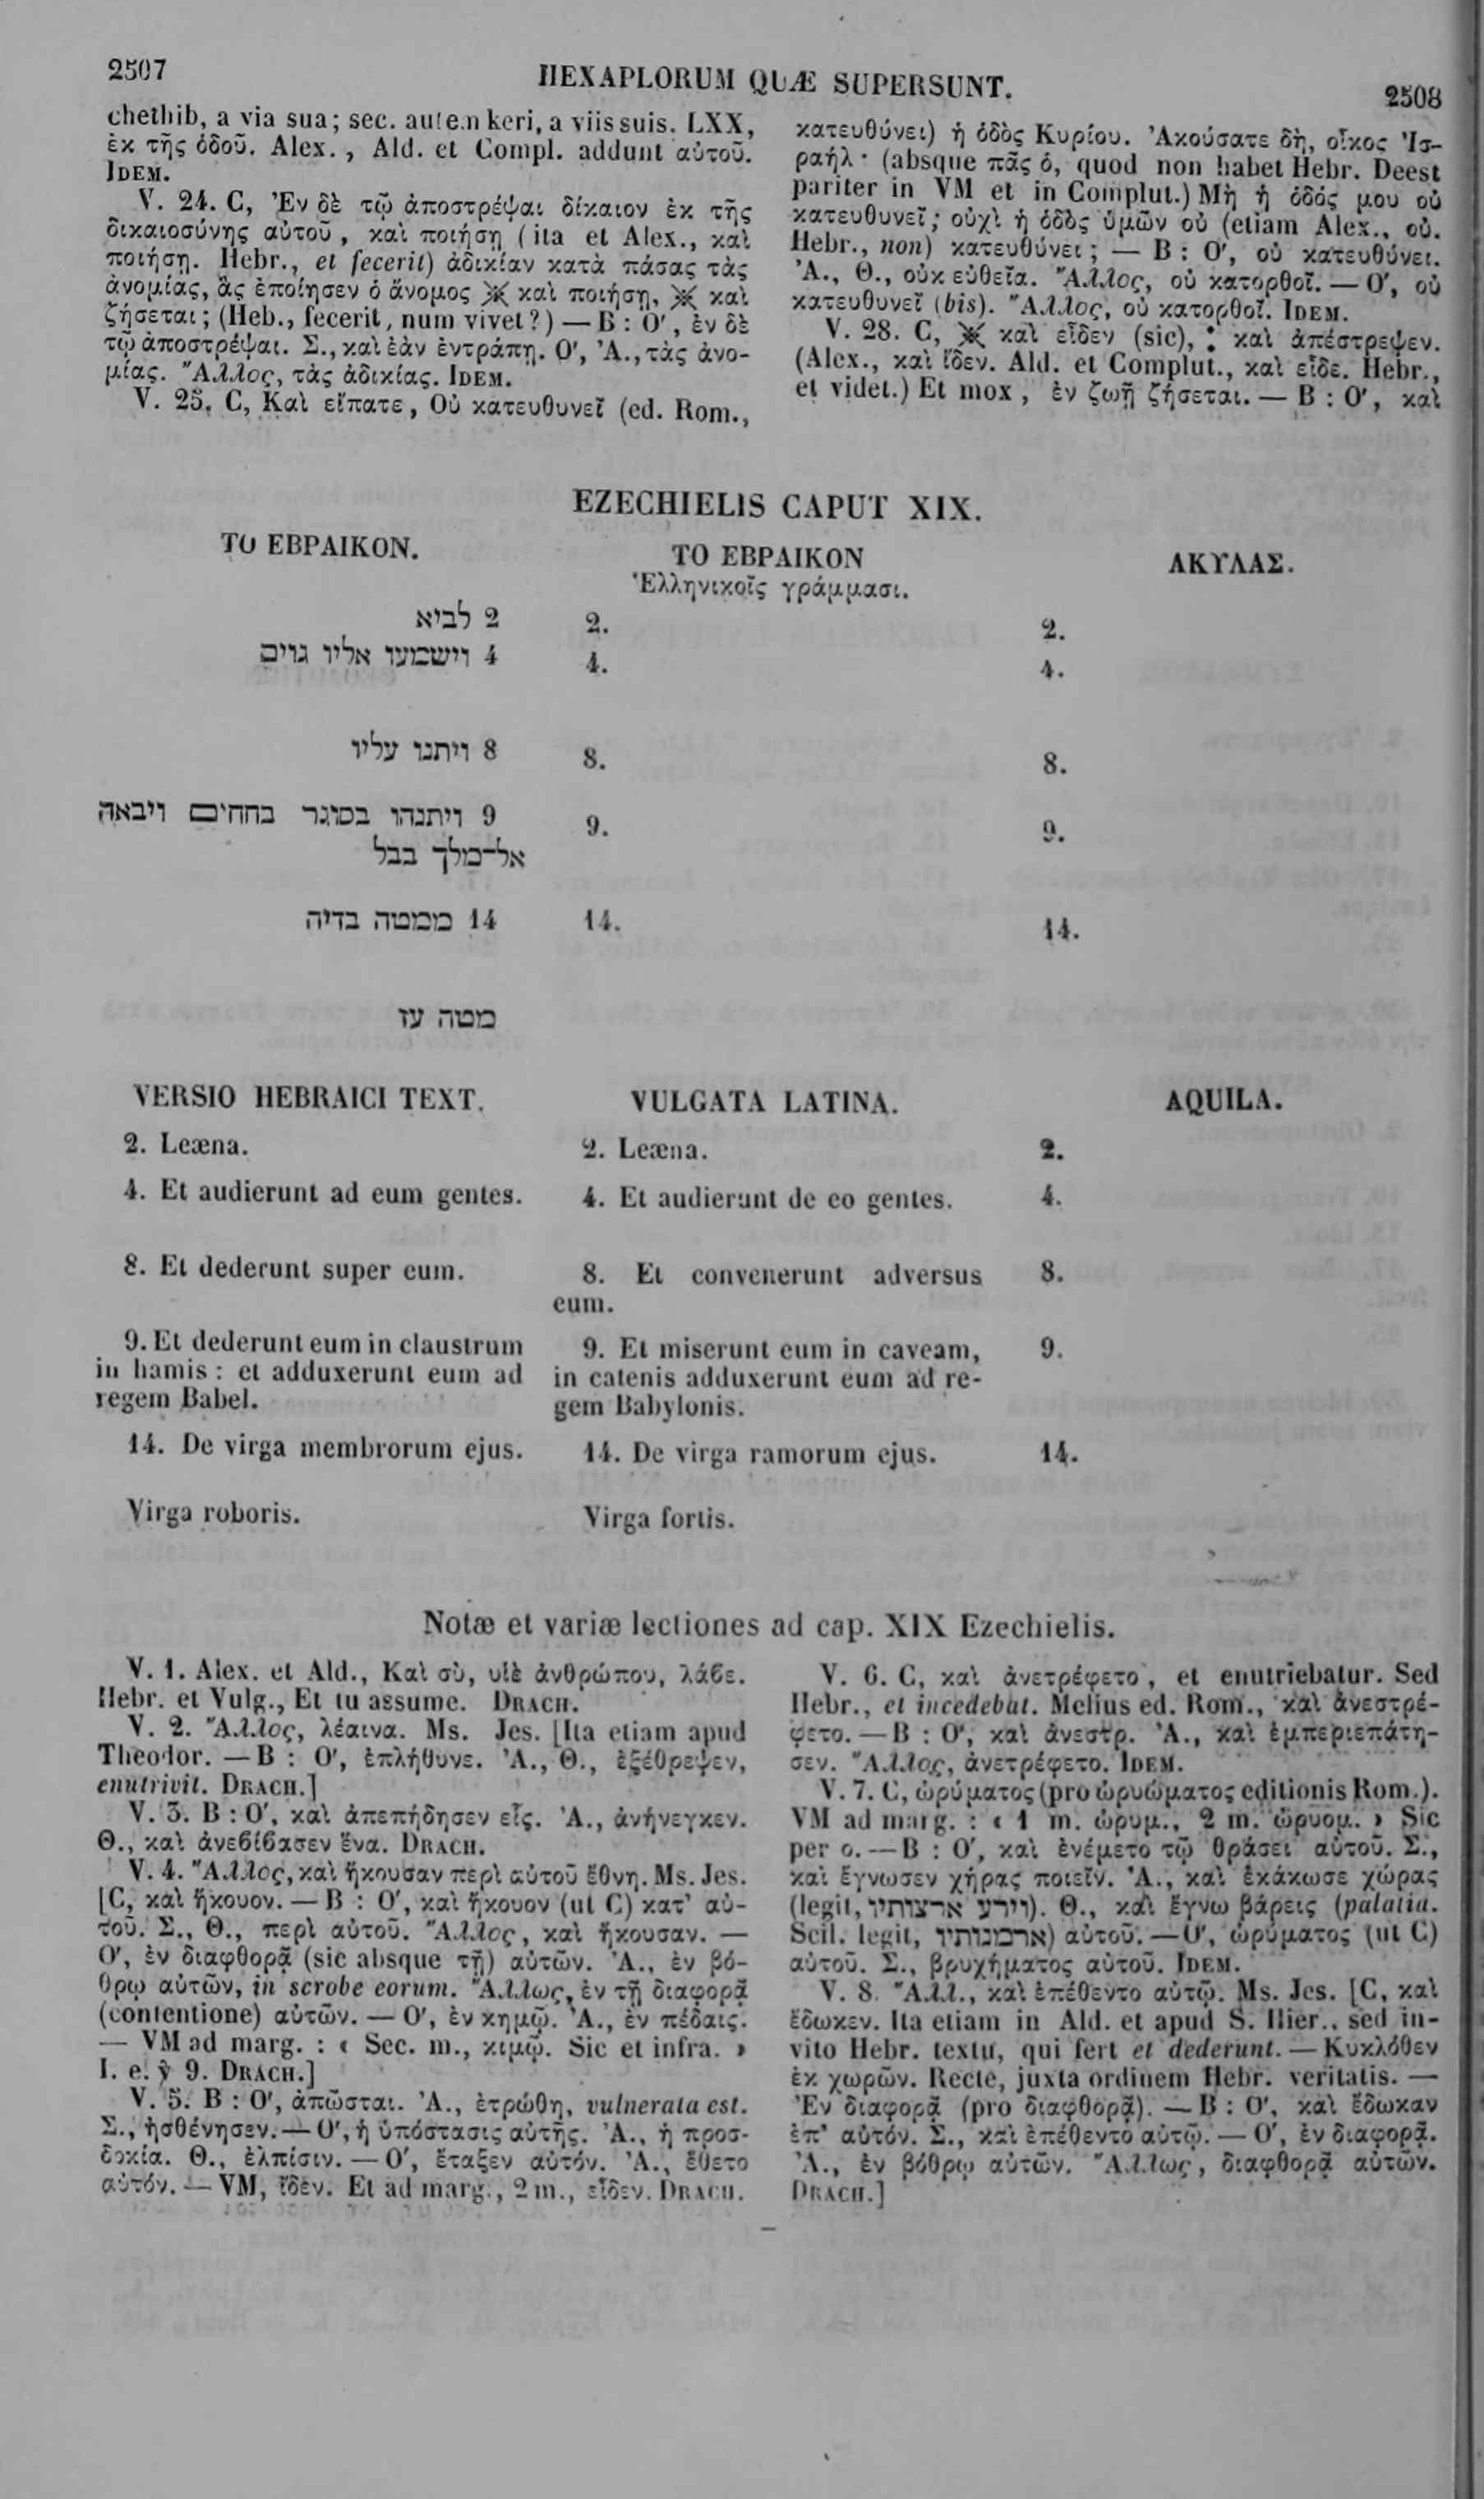 2507
HEXAPLORUM QUÆ SUPERSUNT.
2508
chethib, a via sua; sec. autem keri, a viis suis. LXX,
ἐκ τῆς ὁδοῦ. Alex., Ald. et Compl. addunt αὐτοῦ.
IDEM.
V. 24. C, Ἐν δὲ τῷ ἀποστρέψαι δίκαιον ἐκ τῆς
δικαιοσύνης αὐτοῦ, καὶ ποιήσῃ (ita et Alex., καὶ
ποιήσῃ. Hebr., et fecerit) ἀδικίαν κατὰ πάσας τὰς
ἀνομίας, ἃς ἐποίησεν ὁ ἄνομος ※ καὶ ποιήσῃ, ※ καὶ
ζήσεται; (Heb., fecerit, num vivet?) — B : Ο', ἐν δὲ
τῷ ἀποστρέψαι. Σ., καὶ ἐὰν ἐντράπῃ. Ο', Ἀ., τὰς ἀνο-
μίας. Ἄλλος, τὰς ἀδικίας. IDEM.
V. 25. C, Καὶ εἴπατε, Οὐ κατευθυνεῖ (ed. Rom.,
κατευθύνει) ἡ ὁδὸς Κυρίου. Ἀκούσατε δὴ, οἶκος Ἰσ-
ραήλ· (absque πᾶς ὁ, quod non habet Hebr. Deest
pariter in VM et in Complut.) Μὴ ἡ ὁδός μου οὐ
κατευθυνεῖ; οὐχὶ ἡ ὁδὸς ὑμῶν οὐ (etiam Alex., οὐ.
Hebr., non) κατευθύνει; — B : Ο', οὐ κατευθύνει.
Ἀ., Θ., οὐκ εὐθεῖα. Ἄλλος, οὐ κατορθοῖ. — Ο', οὐ
κατευθυνεῖ (bis). Ἄλλος, οὐ κατορθοῖ. IDEM.
V. 28. C, ※ καὶ εἶδεν (sic), : καὶ ἀπέστρεψεν.
(Alex., καὶ ἴδεν. Ald. et Complut., καὶ εἶδε. Hebr.,
et videt.) Et mox, ἐν ζωῇ ζήσεται. — B : Ο', καὶ
EZECHIELIS CAPUT XIX.
ΤΟ ΕΒΡΑΙΚΟΝ.
2 לביא
4 וישמעו אליו גוים
8 ויתנו עליו
9 ויתנהו בסוגר בחחים ויבאה
אל־מלך בבל
14 ממטה בדיה
מטה עז
ΤΟ ΕΒΡΑΙΚΟΝ
Ἑλληνικοῖς γράμμασι.
2.
4.
8.
9.
14.
ΑΚΥΛΑΣ.
2.
4.
8.
9.
14.
VERSIO HEBRAICI TEXT.
2. Leæna.
4. Et audierunt ad eum gentes.
8. Et dederunt super eum.
9. Et dederunt eum in claustrum
in hamis : et adduxerunt eum ad
regem Babel.
14. De virga membrorum ejus.
Virga roboris.
VULGATA LATINA.
2. Leæna.
4. Et audierunt de eo gentes.
8. Et convenerunt adversus
eum.
9. Et miserunt eum in caveam,
in catenis adduxerunt eum ad re-
gem Babylonis.
14. De virga ramorum ejus.
Virga fortis.
AQUILA.
2.
4.
8.
9.
14.
Notæ et variæ lectiones ad cap. XIX Ezechielis.
V. 1. Alex. et Ald., Καὶ σὺ, υἱὲ ἀνθρώπου, λάβε.
Hebr. et Vulg., Et tu assume. DRACH.
V. 2. Ἄλλος, λέαινα. Ms. Jes. [Ita etiam apud
Theodor. — B : Ο', ἐπλήθυνε. Ἀ., Θ., ἐξέθρεψεν,
enutrivit. DRACH.]
V. 3. B : Ο', καὶ ἀπεπήδησεν εἷς. Ἀ., ἀνήνεγκεν.
Θ., καὶ ἀνεβίβασεν ἕνα. DRACH.
V. 4. Ἄλλος, καὶ ἤκουσαν περὶ αὐτοῦ ἔθνη. Ms. Jes.
[C, καὶ ἤκουον. — B : Ο', καὶ ἤκουον (ut C) κατ' αὐ-
τοῦ. Σ., Θ., περὶ αὐτοῦ. Ἄλλος, καὶ ἤκουσαν. —
Ο', ἐν διαφθορᾷ (sic absque τῇ) αὐτῶν. Ἀ., ἐν βό-
θρῳ αὐτῶν, in scrobe eorum. Ἄλλως, ἐν τῇ διαφορᾷ
(contentione) αὐτῶν. — Ο', ἐν κημῷ. Ἀ., ἐν πέδαις.
— VM ad marg. : « Sec. m., κιμῷ. Sic et infra. »
I. e. ℣ 9. DRACH.]
V. 5. B : Ο', ἀπῶσται. Ἀ., ἐτρώθη, vulnerata est.
Σ., ἠσθένησεν. — Ο', ἡ ὑπόστασις αὐτῆς. Ἀ., ἡ προσ-
δοκία. Θ., ἐλπίσιν. — Ο', ἔταξεν αὐτόν. Ἀ., ἔθετο
αὐτόν. — VM, ἴδεν. Et ad marg., 2 m., εἶδεν. DRACH.
V. 6. C, καὶ ἀνετρέφετο, et enutriebatur. Sed
Hebr., et incedebat. Melius ed. Rom., καὶ ἀνεστρέ-
φετο. — B : Ο', καὶ ἀνεστρ. Ἀ., καὶ ἐμπεριεπάτη-
σεν. Ἄλλος, ἀνετρέφετο. IDEM.
V. 7. C, ὠρύματος (pro ὠρυώματος editionis Rom.).
VM ad marg. : « 1 m. ὠρυμ., 2 m. ὠρυομ. » Sic
per ο. — B : Ο', καὶ ἐνέμετο τῷ θράσει αὐτοῦ. Σ.,
καὶ ἔγνωσεν χήρας ποιεῖν. Ἀ., καὶ ἐκάκωσε χώρας
(legit, וירע ארצותיו). Θ., καὶ ἔγνω βάρεις (palatia.
Scil. legit, ארמנותיו) αὐτοῦ. — Ο', ὠρύματος (ut C)
αὐτοῦ. Σ., βρυχήματος αὐτοῦ. IDEM.
V. 8. Ἄλλ., καὶ ἐπέθεντο αὐτῷ. Ms. Jes. [C, καὶ
ἔδωκεν. Ita etiam in Ald. et apud S. Hier., sed in-
vito Hebr. textu, qui fert et dederunt. — Κυκλόθεν
ἐκ χωρῶν. Recte, juxta ordinem Hebr. veritatis. —
Ἐν διαφορᾷ (pro διαφθορᾷ). — B : Ο', καὶ ἔδωκαν
ἐπ' αὐτόν. Σ., καὶ ἐπέθεντο αὐτῷ. — Ο', ἐν διαφορᾷ.
Ἀ., ἐν βόθρῳ αὐτῶν. Ἄλλως, διαφθορᾷ αὐτῶν.
DRACH.]